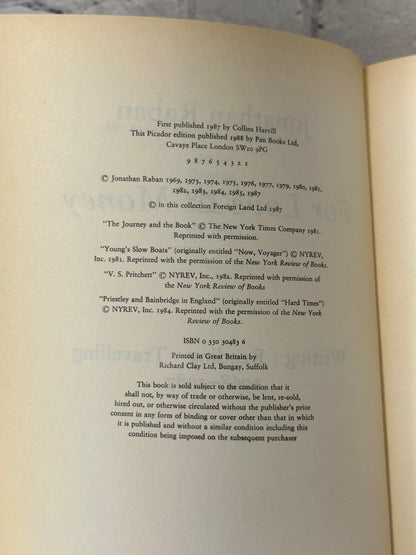 First published 1987 by Collins Harvill
This Picador edition published 1988 by Pan Books Ltd,
Cavaye Place London SW10 9PG
9 8 7 6 5 4 3 2 1
© Jonathan Raban 1969, 1973, 1974, 1975, 1976, 1977, 1979, 1980, 1981,
1982, 1983, 1984, 1985, 1987
© in this collection Foreign Land Ltd 1987
"The Journey and the Book" © The New York Times Company 1981.
Reprinted with permission.
"Young's Slow Boats" (originally entitled "Now, Voyager") © NYREV,
Inc. 1981. Reprinted with the permission of the New York Review of Books.
"V. S. Pritchett" © NYREV, Inc., 1982. Reprinted with permission of
the New York Review of Books
"Priestley and Bainbridge in England" (originally entitled "Hard Times")
© NYREV, Inc. 1984. Reprinted with permission of the New York
Review of Books.
ISBN 0 330 30483 6
Printed in Great Britain by
Richard Clay Ltd, Bungay, Suffolk
This book is sold subject to the condition that it
shall not, by way of trade or otherwise, be lent, re-sold,
hired out, or otherwise circulated without the publisher's prior
consent in any form of binding or cover other than that in which
it is published and without a similar condition including this
condition being imposed on the subsequent purchaser